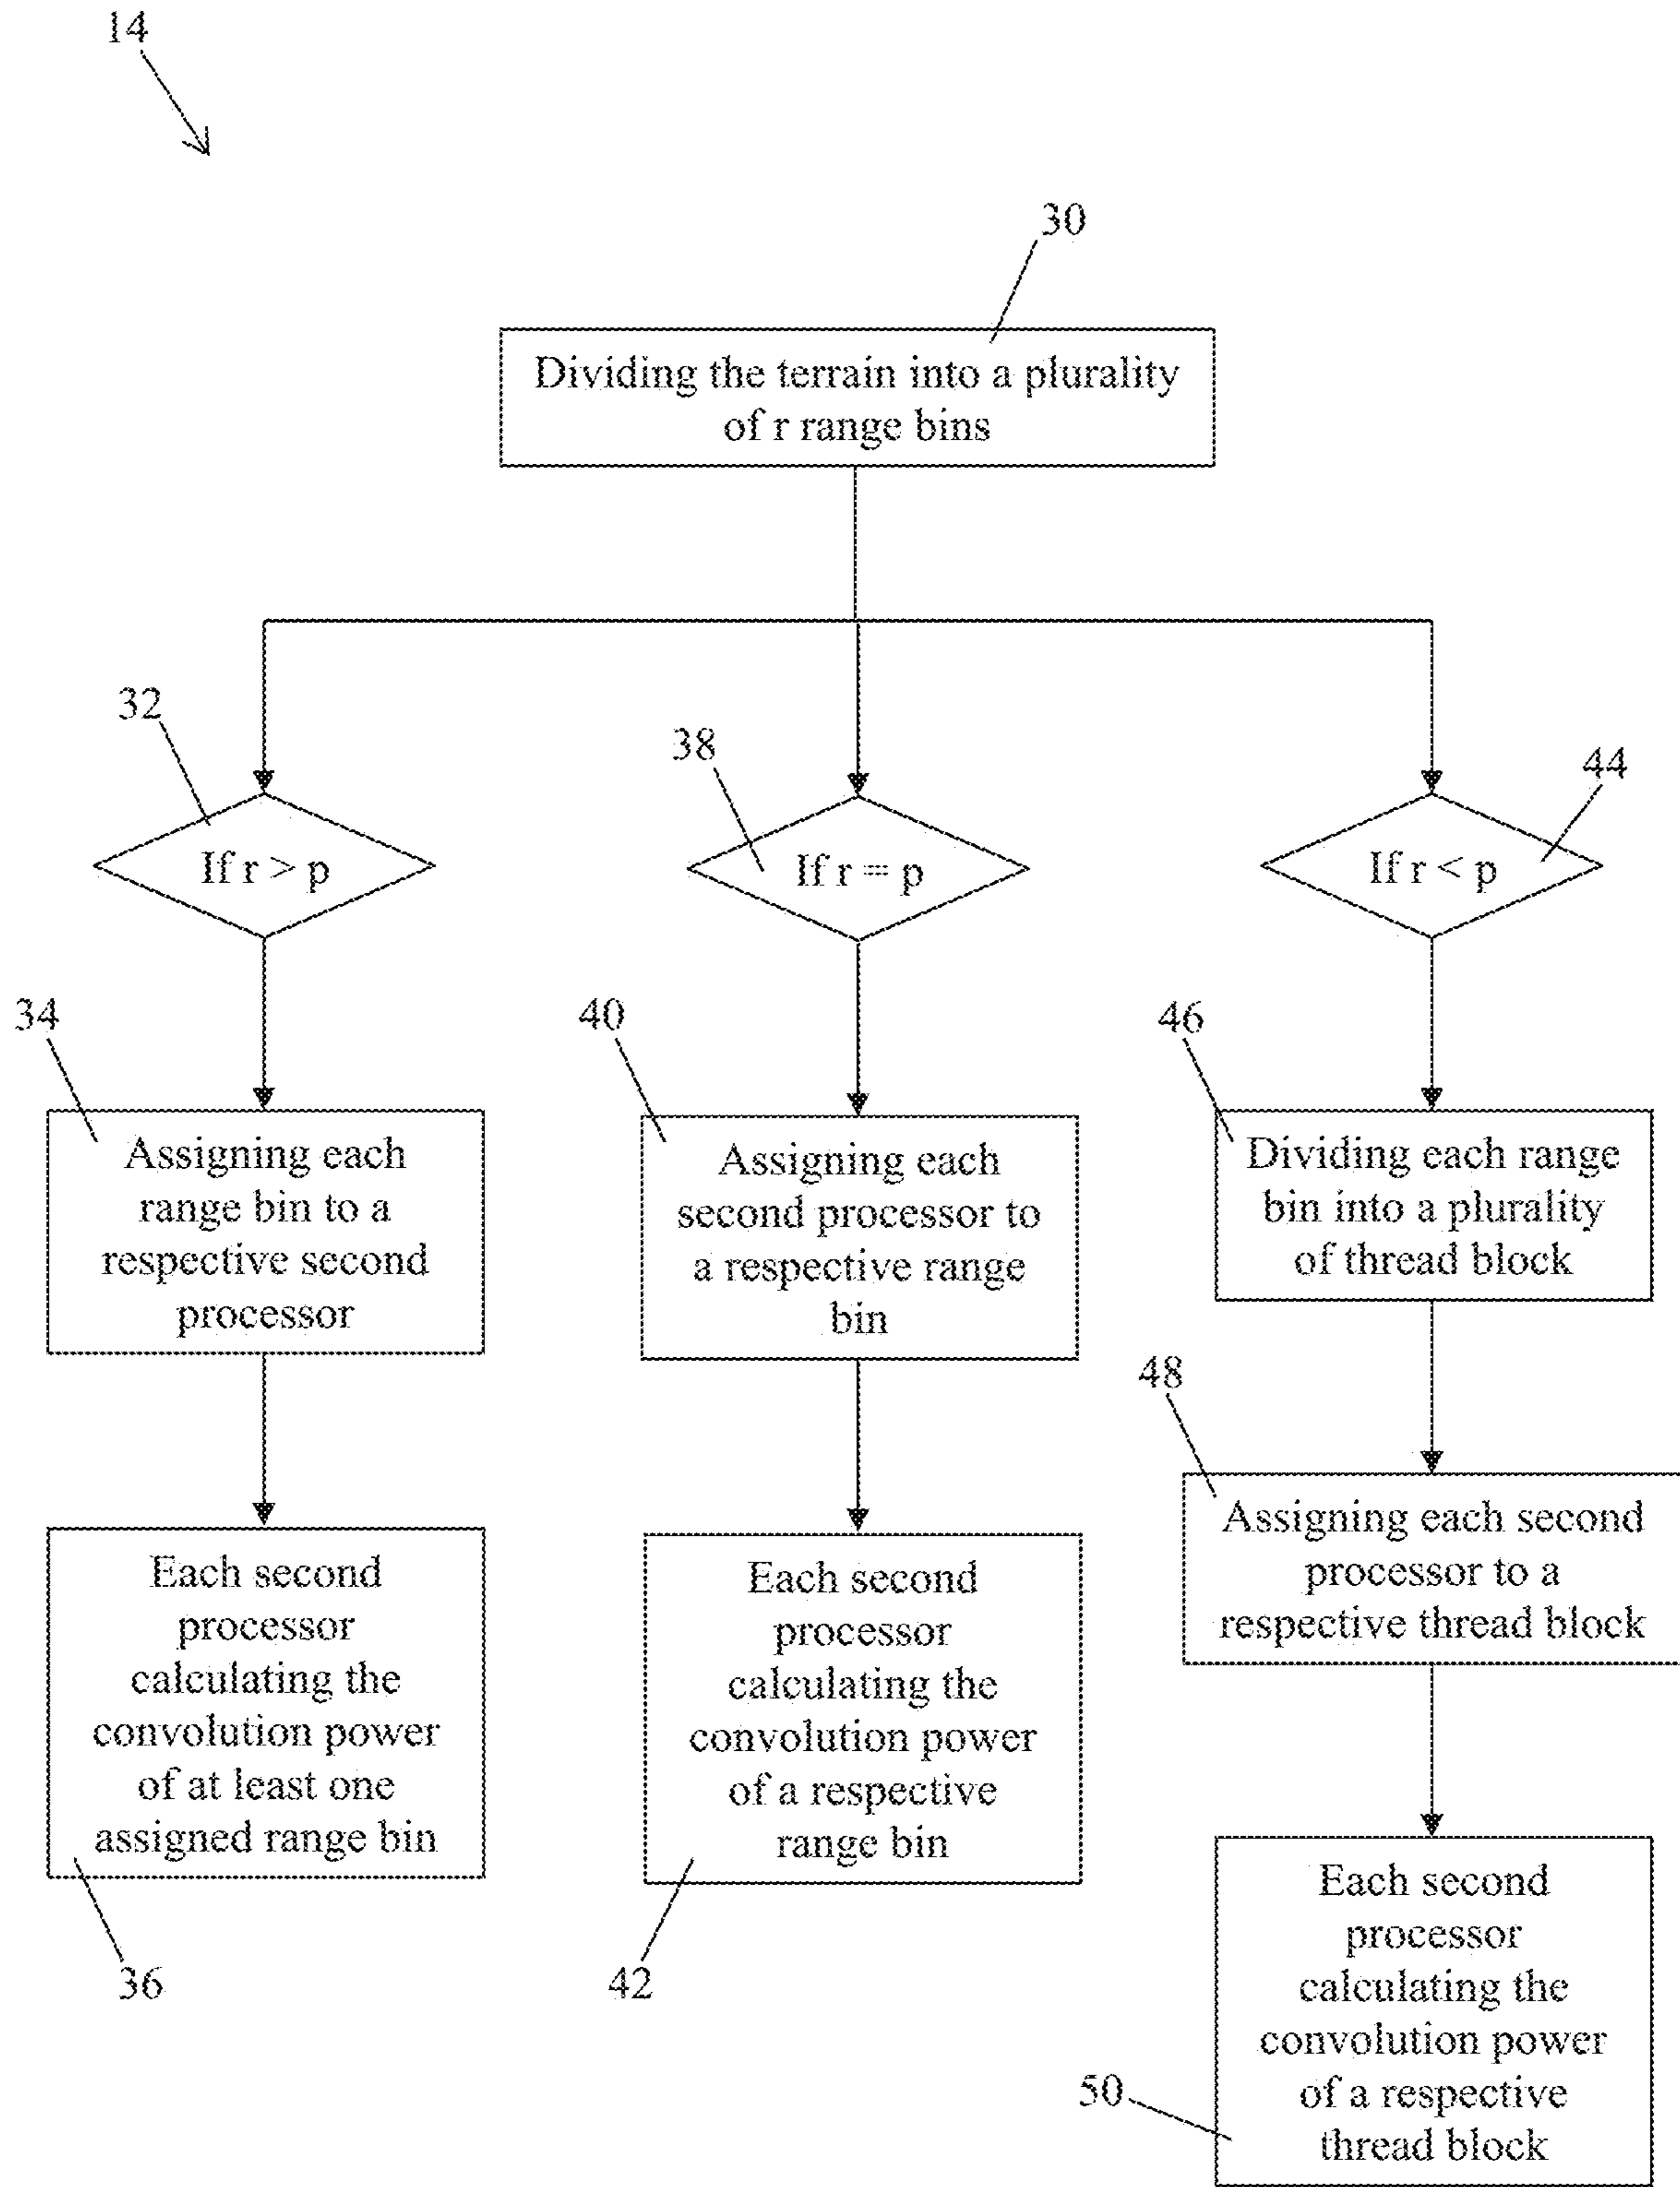 14
30
Dividing the terrain into a plurality
of r range bins
32
38
44
If r > p
If r = p
If r < p
34
40
46
Assigning each
range bin to a
respective second
processor
Assigning each
second processor to
a respective range
bin
Dividing each range
bin into a plurality
of thread block
48
Assigning each second
processor to a
respective thread block
Each second
processor
calculating the
convolution power
of at least one
assigned range bin
36
Each second
processor
calculating the
convolution power
of a respective
range bin
42
Each second
processor
calculating the
convolution power
of a respective
thread block
50